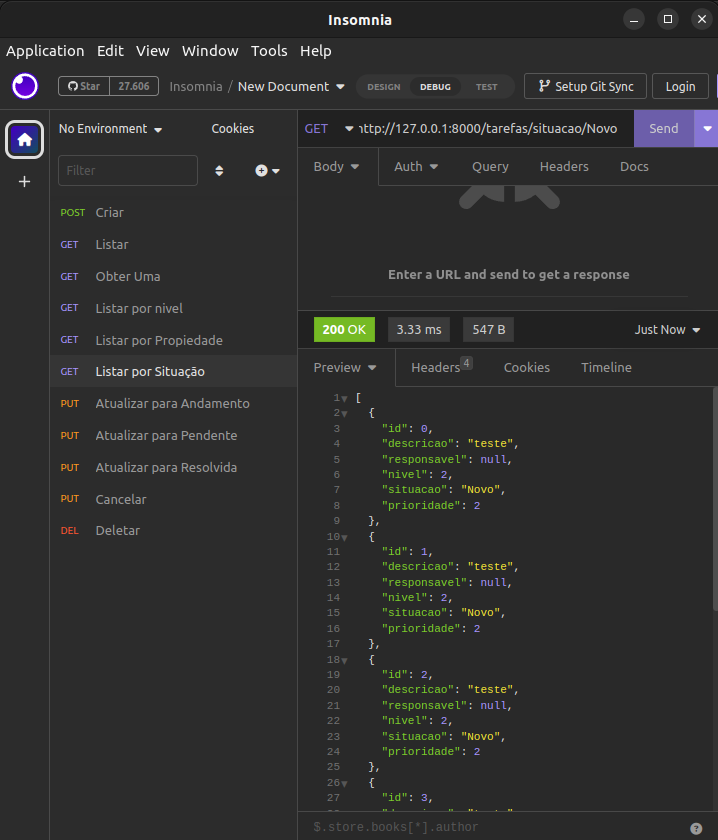 Insomnia
Application Edit View Window Tools Help
Star 27.606 Insomnia / New Document DESIGN DEBUG TEST Setup Git Sync Login
No Environment Cookies
GET http://127.0.0.1:8000/tarefas/situacao/Novo Send
Filter
Body Auth Query Headers Docs
POST Criar
GET Listar
GET Obter Uma
GET Listar por nivel
GET Listar por Propiedade
GET Listar por Situação
PUT Atualizar para Andamento
PUT Atualizar para Pendente
PUT Atualizar para Resolvida
PUT Cancelar
DEL Deletar
Enter a URL and send to get a response
200 OK 3.33 ms 547 B Just Now
Preview Headers 4 Cookies Timeline
1 [
2 {
3 "id": 0,
4 "descricao": "teste",
5 "responsavel": null,
6 "nivel": 2,
7 "situacao": "Novo",
8 "prioridade": 2
9 },
10 {
11 "id": 1,
12 "descricao": "teste",
13 "responsavel": null,
14 "nivel": 2,
15 "situacao": "Novo",
16 "prioridade": 2
17 },
18 {
19 "id": 2,
20 "descricao": "teste",
21 "responsavel": null,
22 "nivel": 2,
23 "situacao": "Novo",
24 "prioridade": 2
25 },
26 {
27 "id": 3,
$.store.books[*].author